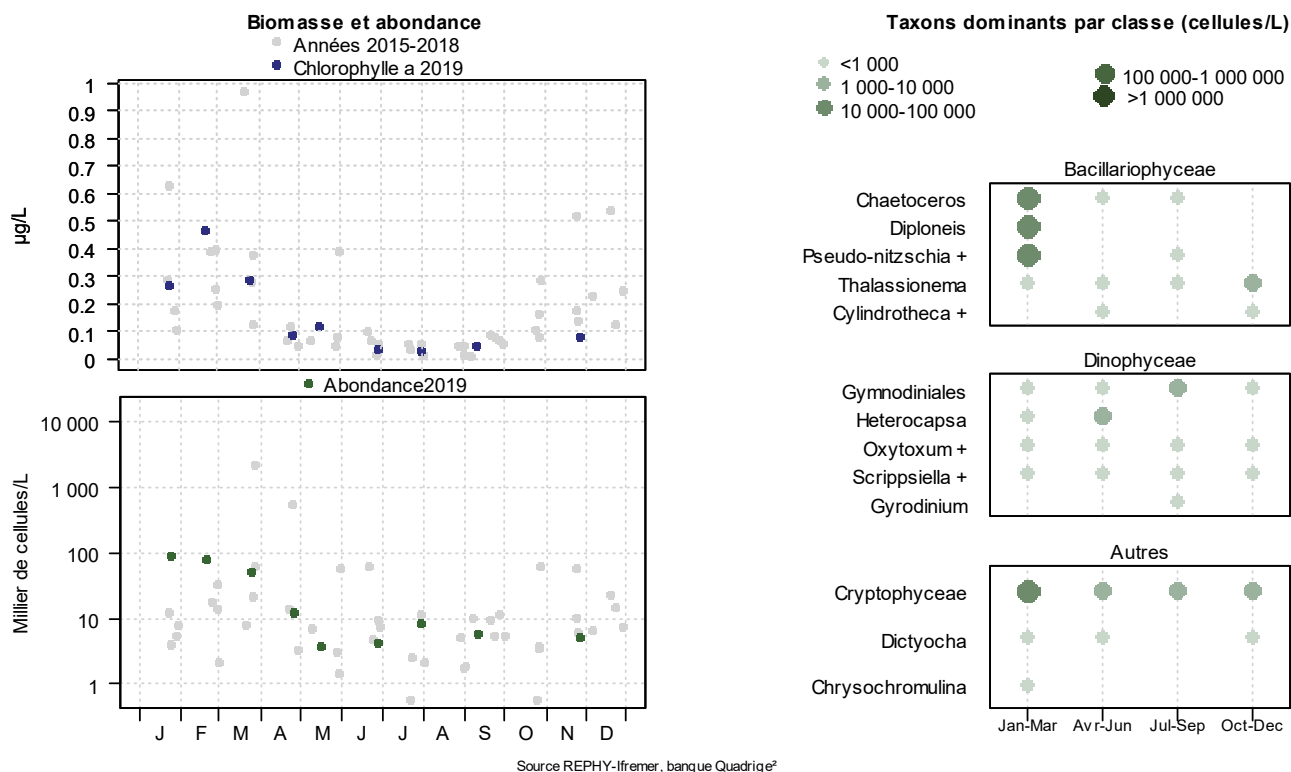 Biomasse et abondance
Années 2015-2018
Chlorophylle a 2019
µg/L
1
0.9
0.8
0.7
0.6
0.5
0.4
0.3
0.2
0.1
0
Abondance2019
Millier de cellules/L
10 000
1 000
100
10
1
J F M A M J J A S O N D
Taxons dominants par classe (cellules/L)
<1 000
1 000-10 000
10 000-100 000
100 000-1 000 000
>1 000 000
Bacillariophyceae
Chaetoceros
Diploneis
Pseudo-nitzschia +
Thalassionema
Cylindrotheca +
Dinophyceae
Gymnodiniales
Heterocapsa
Oxytoxum +
Scrippsiella +
Gyrodinium
Autres
Cryptophyceae
Dictyocha
Chrysochromulina
Jan-Mar Avr-Jun Jul-Sep Oct-Dec
Source REPHY-Ifremer, banque Quadrige²